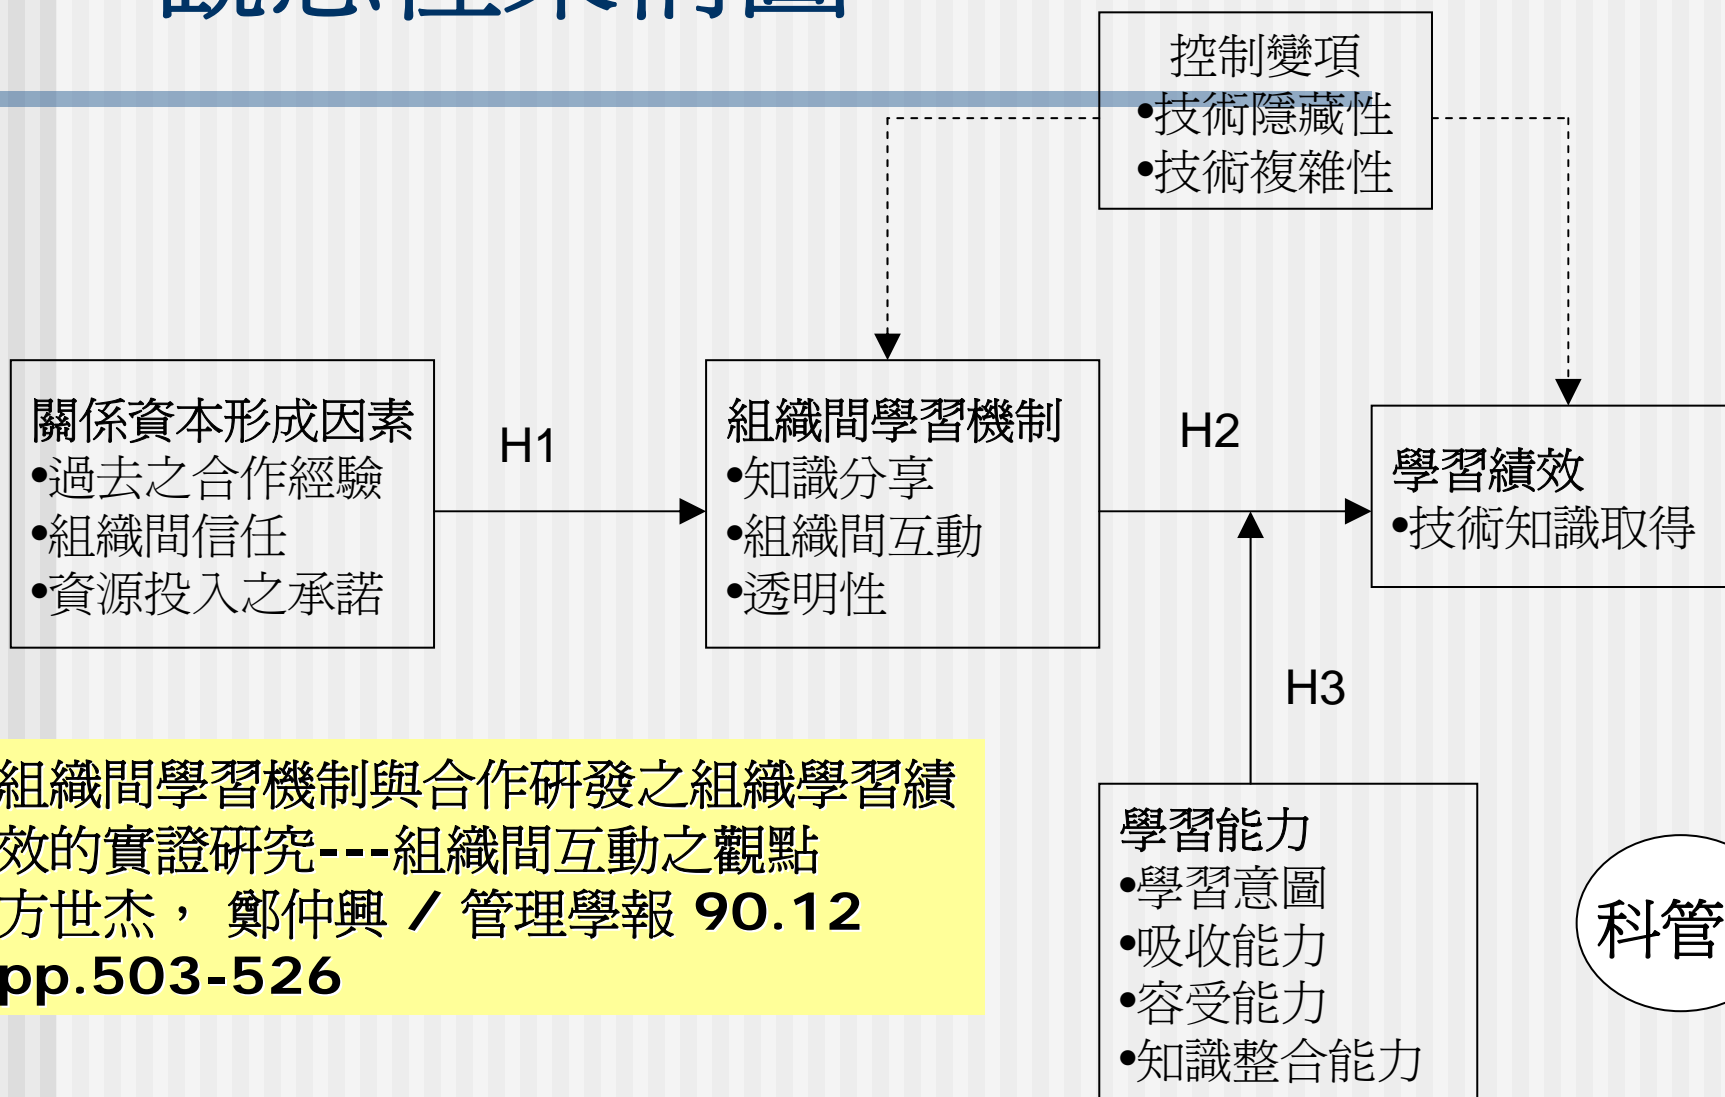 觀念性架構圖
控制變項
•技術隱藏性
•技術複雜性
關係資本形成因素
•過去之合作經驗
•組織間信任
•資源投入之承諾
H1
組織間學習機制
•知識分享
•組織間互動
•透明性
H2
學習績效
•技術知識取得
H3
學習能力
•學習意圖
•吸收能力
•容受能力
•知識整合能力
組織間學習機制與合作研發之組織學習績
效的實證研究---組織間互動之觀點
方世杰， 鄭仲興 / 管理學報 90.12
pp.503-526
科管